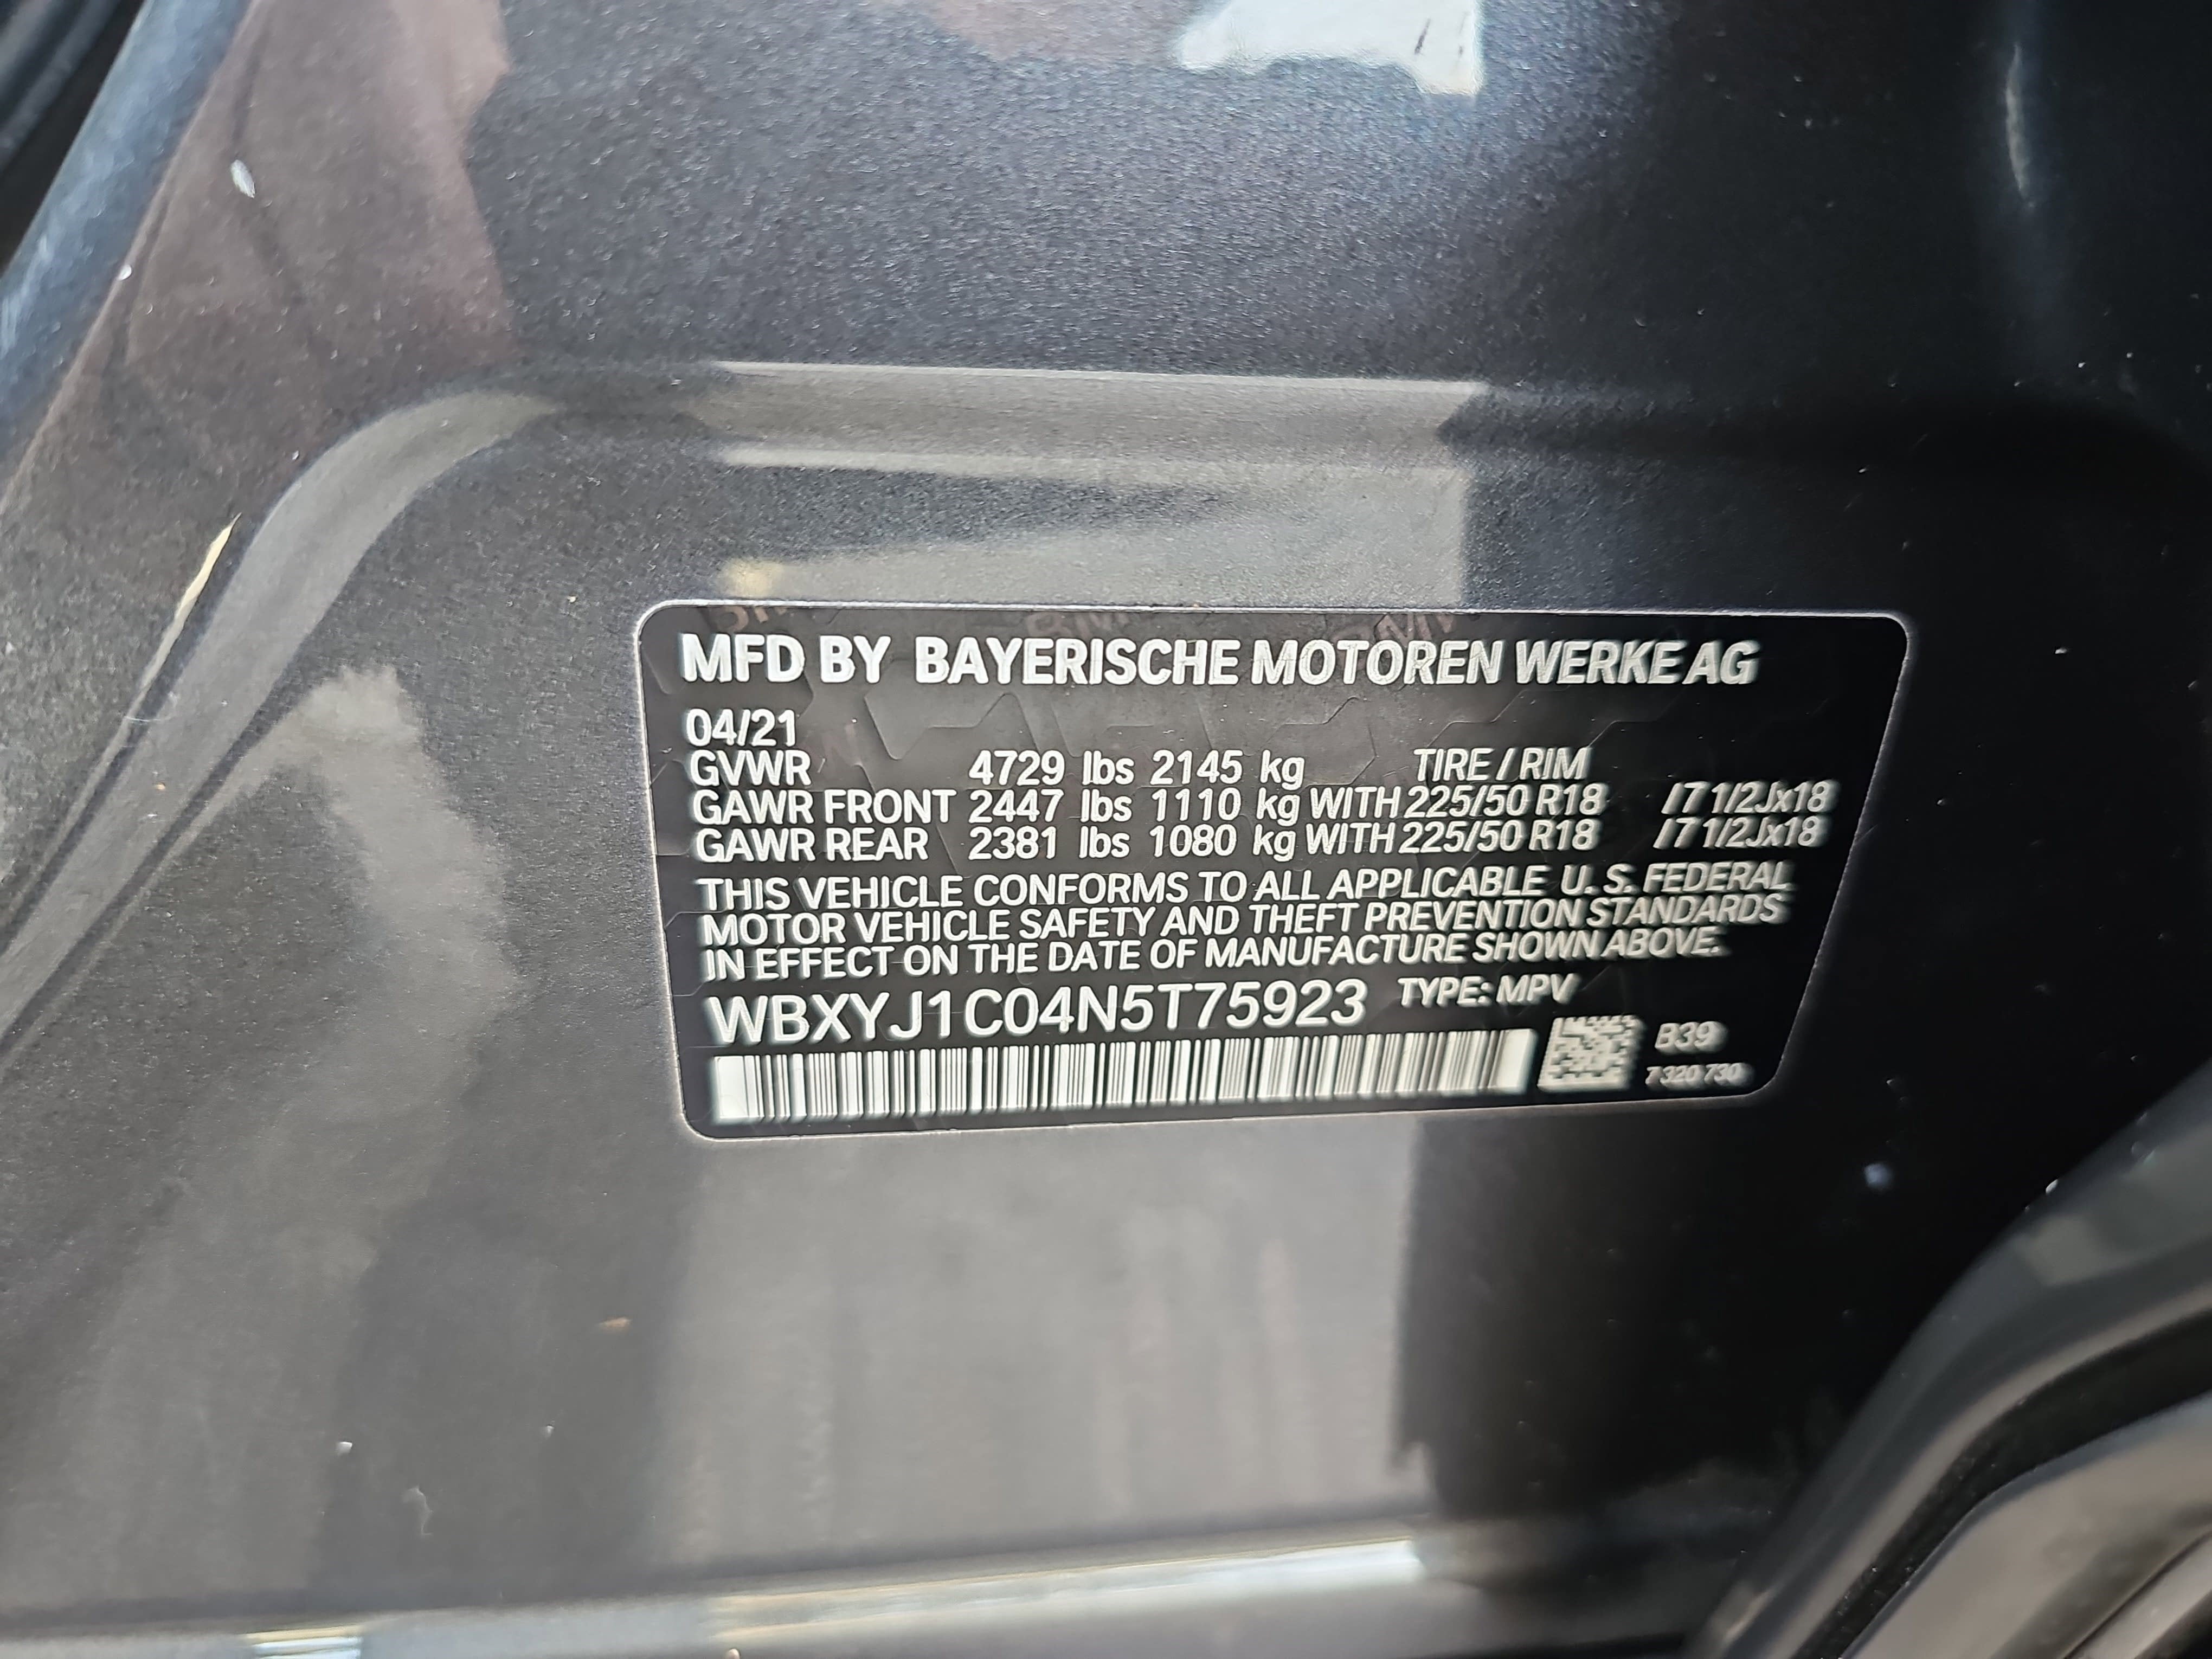 MFD BY BAYERISCHE MOTOREN WERKE AG
04/21
GVWR 4729 lbs 2145 kg TIRE / RIM
GAWR FRONT 2447 lbs 1110 kg WITH 225/50 R18 / 7 1/2Jx18
GAWR REAR 2381 lbs 1080 kg WITH 225/50 R18 / 7 1/2Jx18
THIS VEHICLE CONFORMS TO ALL APPLICABLE U. S. FEDERAL
MOTOR VEHICLE SAFETY AND THEFT PREVENTION STANDARDS
IN EFFECT ON THE DATE OF MANUFACTURE SHOWN ABOVE.
WBXYJ1C04N5T75923 TYPE: MPV
B39
7 320 730